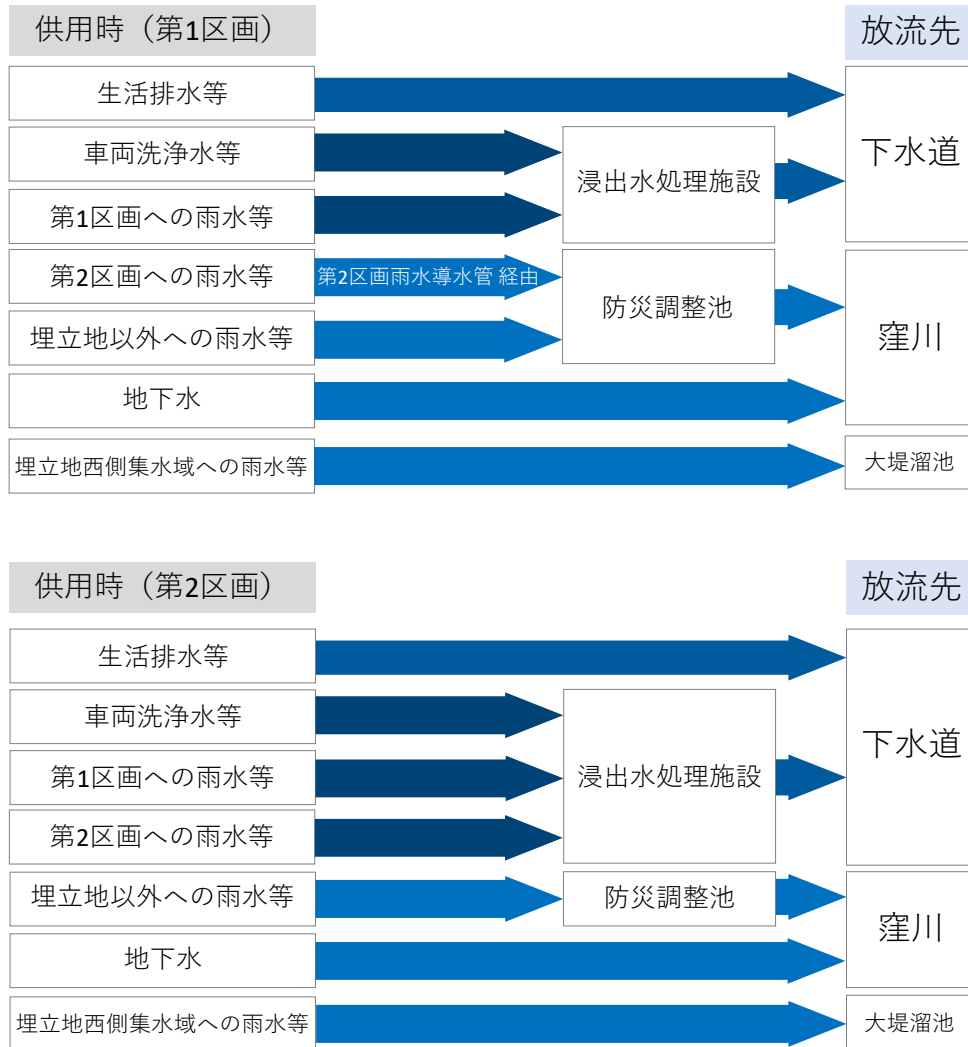 供用時（第1区画）
放流先
生活排水等
車両洗浄水等
第1区画への雨水等
浸出水処理施設
下水道
第2区画への雨水等
第2区画雨水導水管 経由
埋立地以外への雨水等
防災調整池
地下水
窪川
埋立地西側集水域への雨水等
大堤溜池
供用時（第2区画）
放流先
生活排水等
車両洗浄水等
第1区画への雨水等
第2区画への雨水等
浸出水処理施設
下水道
埋立地以外への雨水等
防災調整池
地下水
窪川
埋立地西側集水域への雨水等
大堤溜池